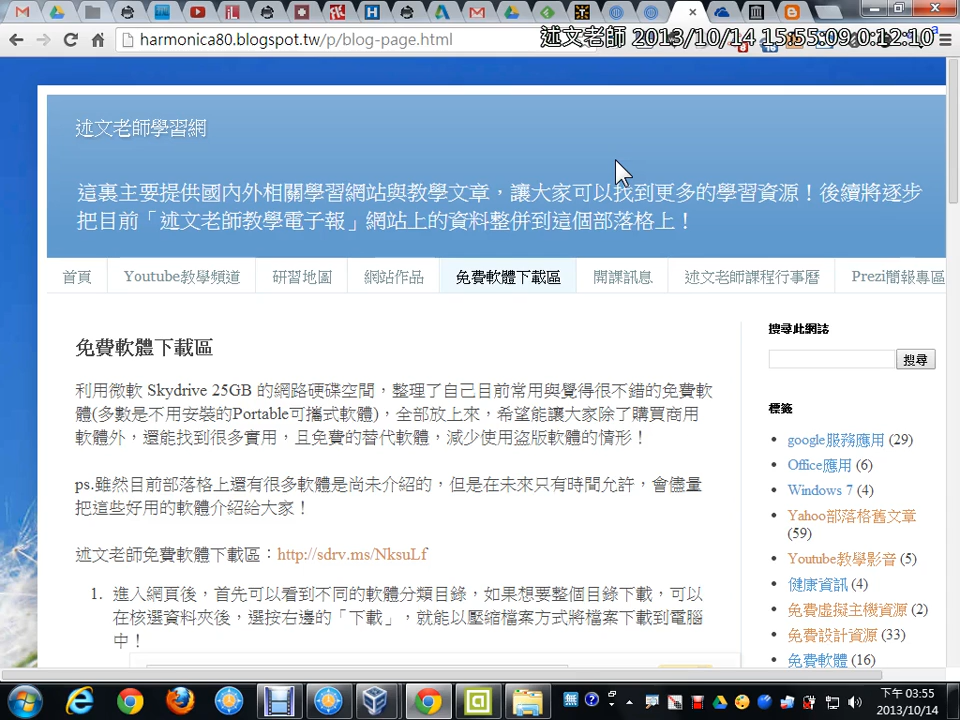 harmonica80.blogspot.tw/p/blog-page.html
述文老師 2013/10/14 15:55:09 0:12:10
述文老師學習網
這裏主要提供國內外相關學習網站與教學文章，讓大家可以找到更多的學習資源！後續將逐步
把目前「述文老師教學電子報」網站上的資料整併到這個部落格上！
首頁 Youtube教學頻道 研習地圖 網站作品 免費軟體下載區 開課訊息 述文老師課程行事曆 Prezi簡報專區
免費軟體下載區
利用微軟 Skydrive 25GB 的網路硬碟空間，整理了自己目前常用與覺得很不錯的免費軟
體(多數是不用安裝的Portable可攜式軟體)，全部放上來，希望能讓大家除了購買商用
軟體外，還能找到很多實用，且免費的替代軟體，減少使用盜版軟體的情形！
ps.雖然目前部落格上還有很多軟體是尚未介紹的，但是在未來只有時間允許，會儘量
把這些好用的軟體介紹給大家！
述文老師免費軟體下載區：http://sdrv.ms/NksuLf
1. 進入網頁後，首先可以看到不同的軟體分類目錄，如果想要整個目錄下載，可以
在核選資料夾後，選按右邊的「下載」，就能以壓縮檔案方式將檔案下載到電腦
中！
搜尋此網誌
搜尋
標籤
google服務應用 (29)
Office應用 (6)
Windows 7 (4)
Yahoo部落格舊文章
(59)
Youtube教學影音 (5)
健康資訊 (4)
免費虛擬主機資源 (2)
免費設計資源 (33)
免費軟體 (16)
下午 03:55
2013/10/14